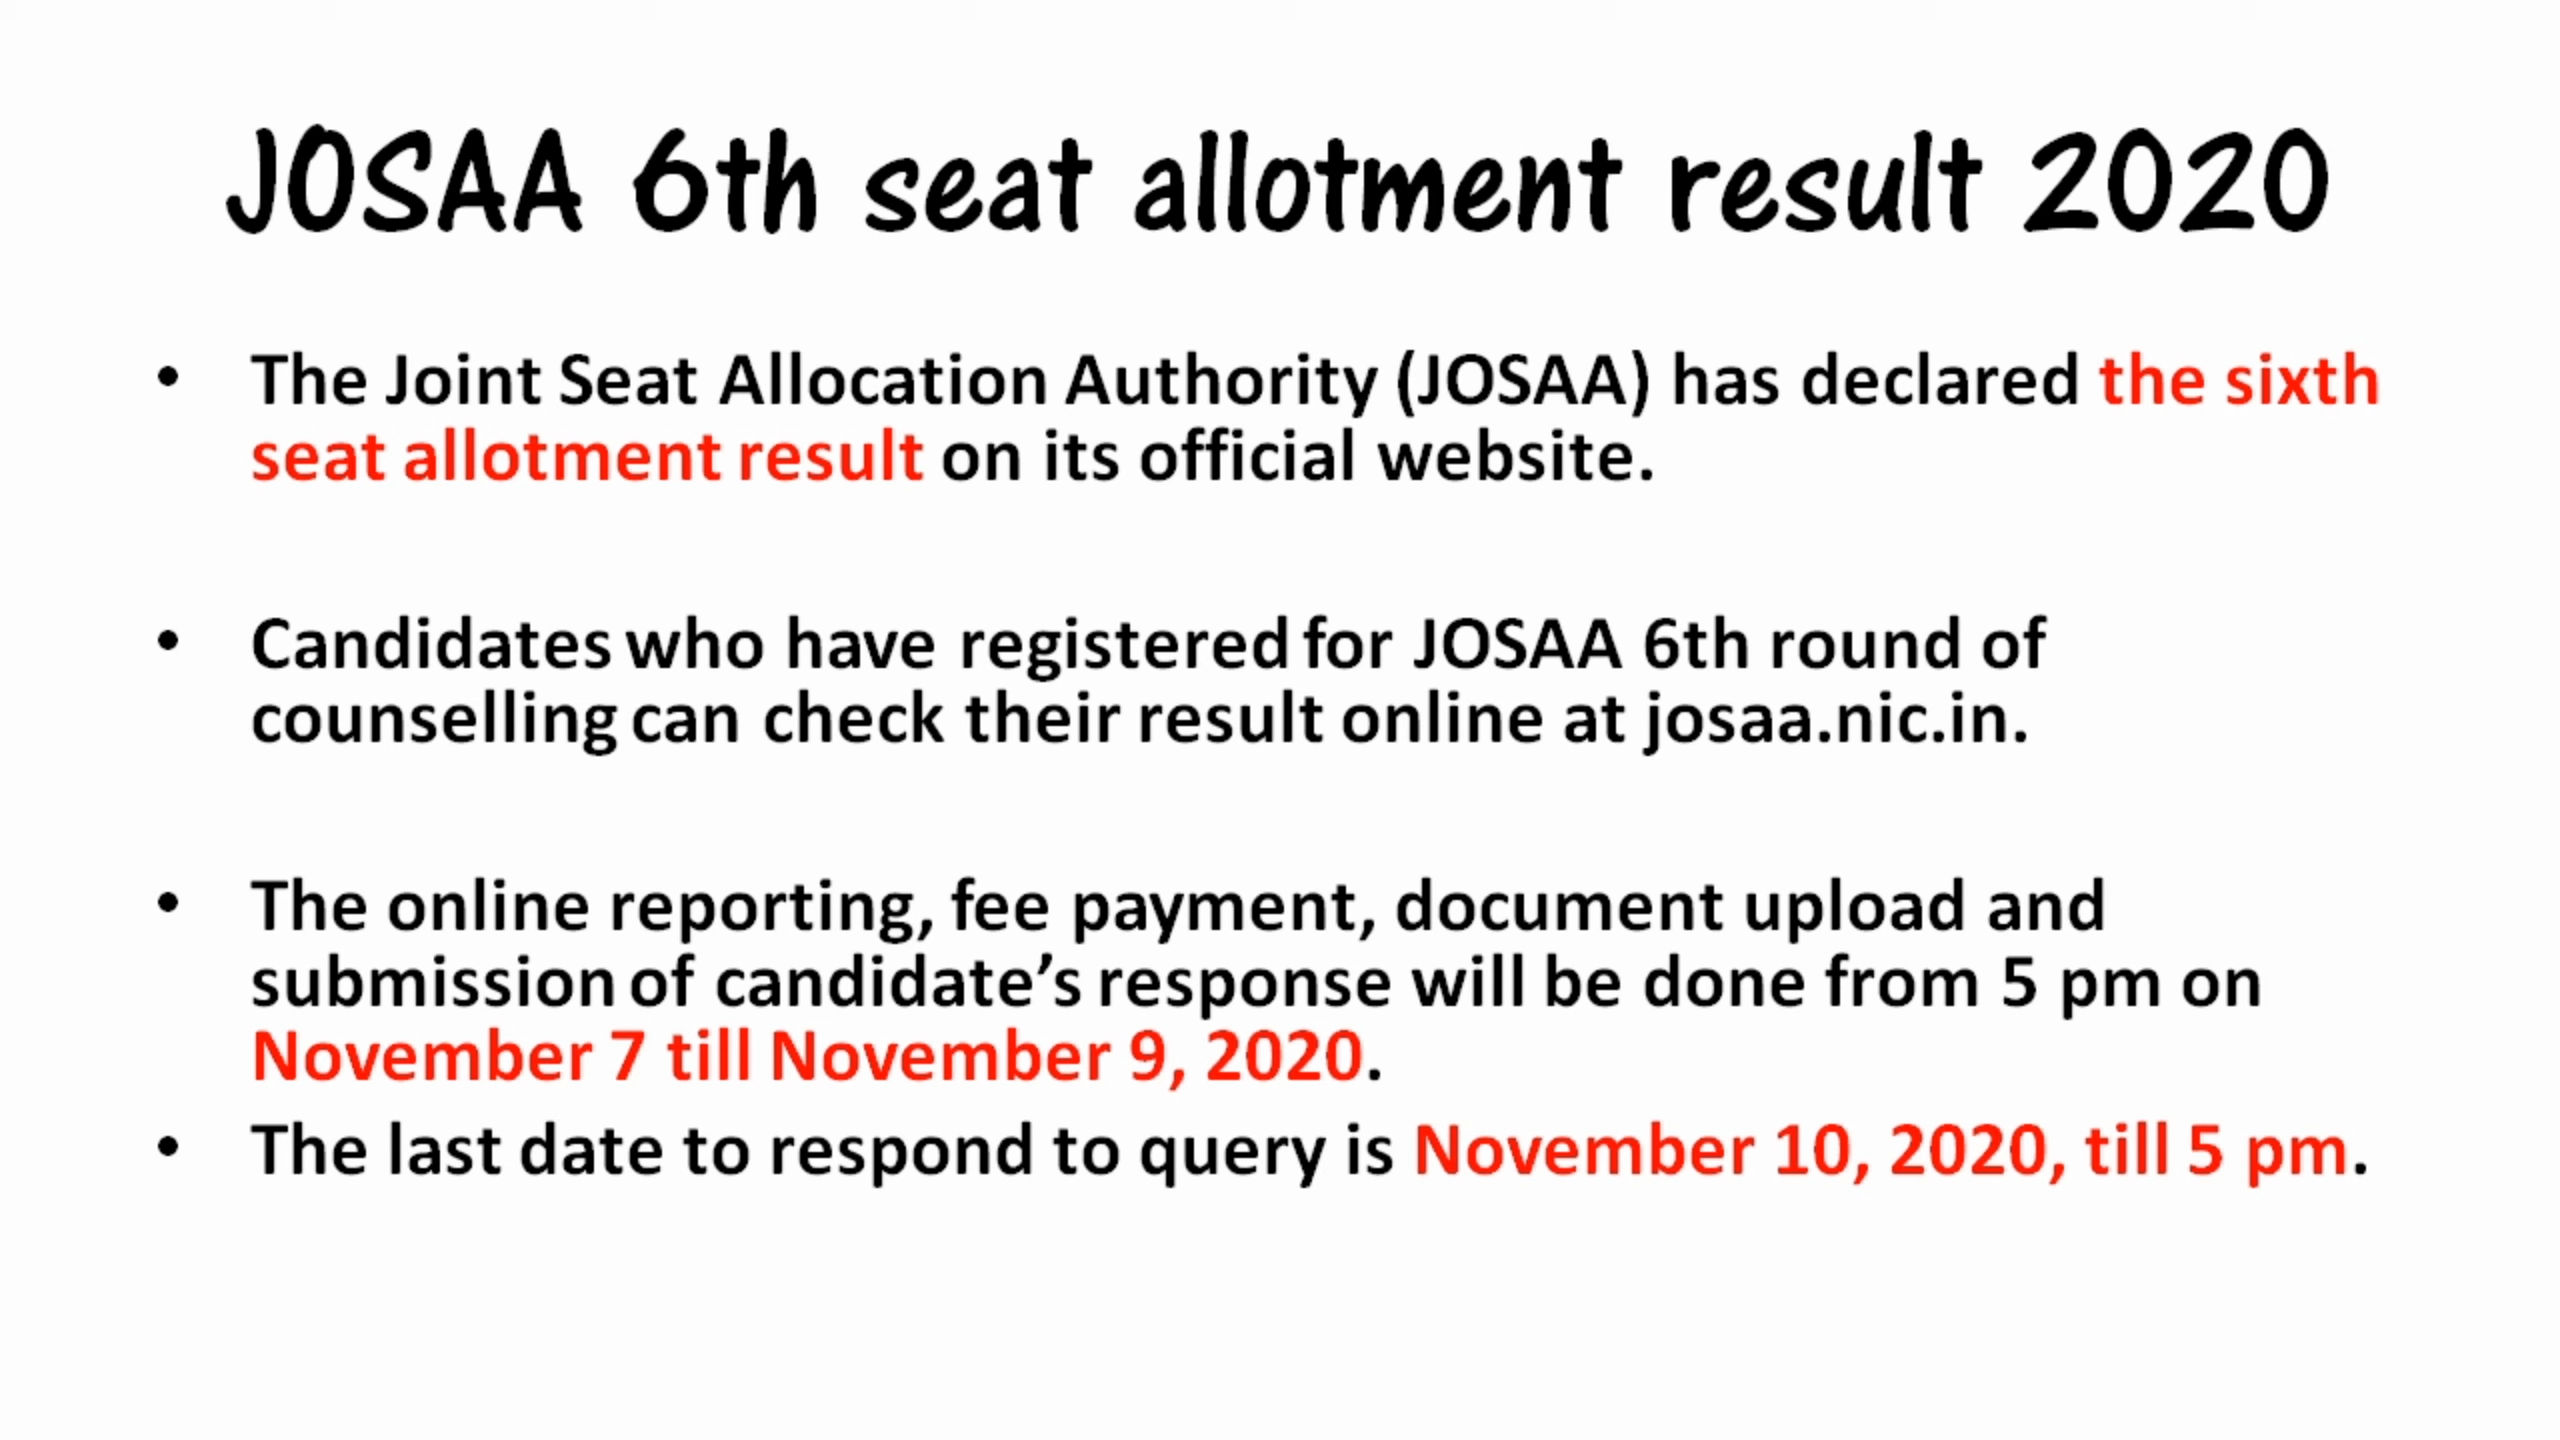 JOSAA 6th seat allotment result 2020
• The Joint Seat Allocation Authority (JOSAA) has declared the sixth
seat allotment result on its official website.
• Candidates who have registered for JOSAA 6th round of
counselling can check their result online at josaa.nic.in.
• The online reporting, fee payment, document upload and
submission of candidate’s response will be done from 5 pm on
November 7 till November 9, 2020.
• The last date to respond to query is November 10, 2020, till 5 pm.